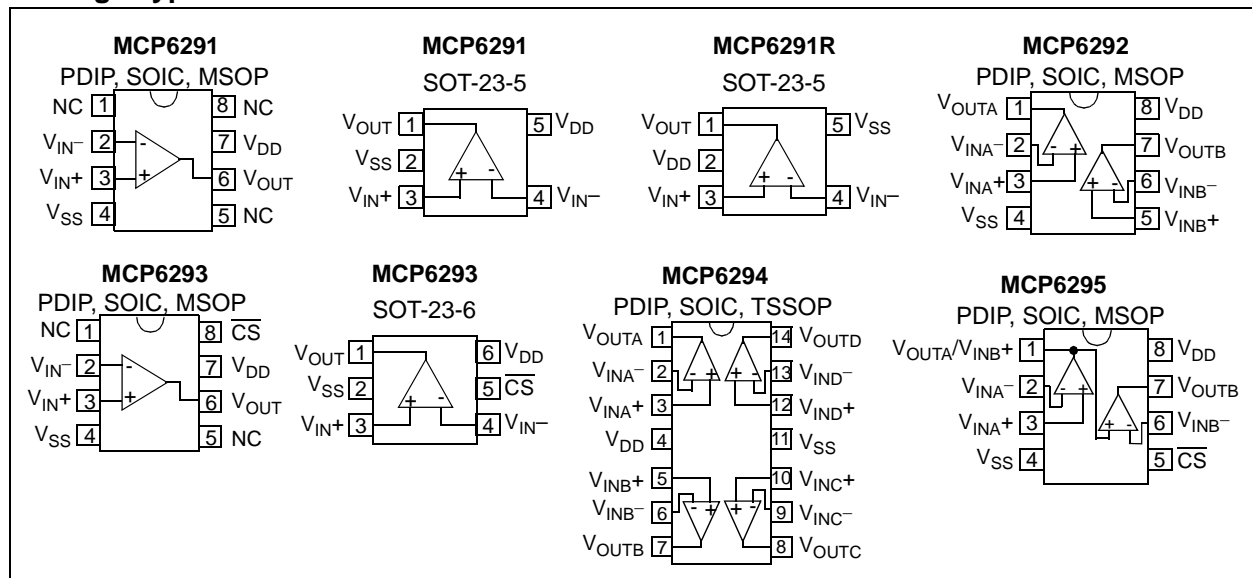 MCP6291
PDIP, SOIC, MSOP
NC 1 8 NC
VIN– 2 - 7 VDD
VIN+ 3 + 6 VOUT
VSS 4 5 NC
MCP6291
SOT-23-5
VOUT 1 5 VDD
VSS 2
+ -
VIN+ 3 4 VIN–
MCP6291R
SOT-23-5
VOUT 1 5 VSS
VDD 2
+ -
VIN+ 3 4 VIN–
MCP6292
PDIP, SOIC, MSOP
VOUTA 1 8 VDD
VINA– 2 - + 7 VOUTB
VINA+ 3 + - 6 VINB–
VSS 4 5 VINB+
MCP6293
PDIP, SOIC, MSOP
NC 1 8 CS
VIN– 2 - 7 VDD
VIN+ 3 + 6 VOUT
VSS 4 5 NC
MCP6293
SOT-23-6
VOUT 1 6 VDD
VSS 2 5 CS
+ -
VIN+ 3 4 VIN–
MCP6294
PDIP, SOIC, TSSOP
VOUTA 1 14 VOUTD
VINA– 2 - + + - 13 VIND–
VINA+ 3 12 VIND+
VDD 4 11 VSS
VINB+ 5 10 VINC+
VINB– 6 - + + - 9 VINC–
VOUTB 7 8 VOUTC
MCP6295
PDIP, SOIC, MSOP
VOUTA/VINB+ 1 8 VDD
VINA– 2 - + 7 VOUTB
VINA+ 3 + - 6 VINB–
VSS 4 5 CS